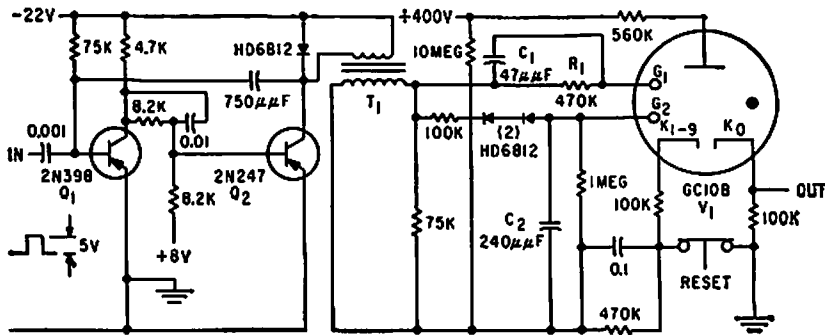 -22V
+400V
75K
4.7K
HD6812
10MEG
C1
47μμF
R1
470K
560K
G1
G2
K1-9
K0
750μμF
T1
8.2K
0.01
100K
(2)
HD6812
0.001
IN
2N398
Q1
2N247
Q2
8.2K
+8V
5V
75K
C2
240μμF
1MEG
100K
GC10B
V1
OUT
100K
0.1
RESET
470K